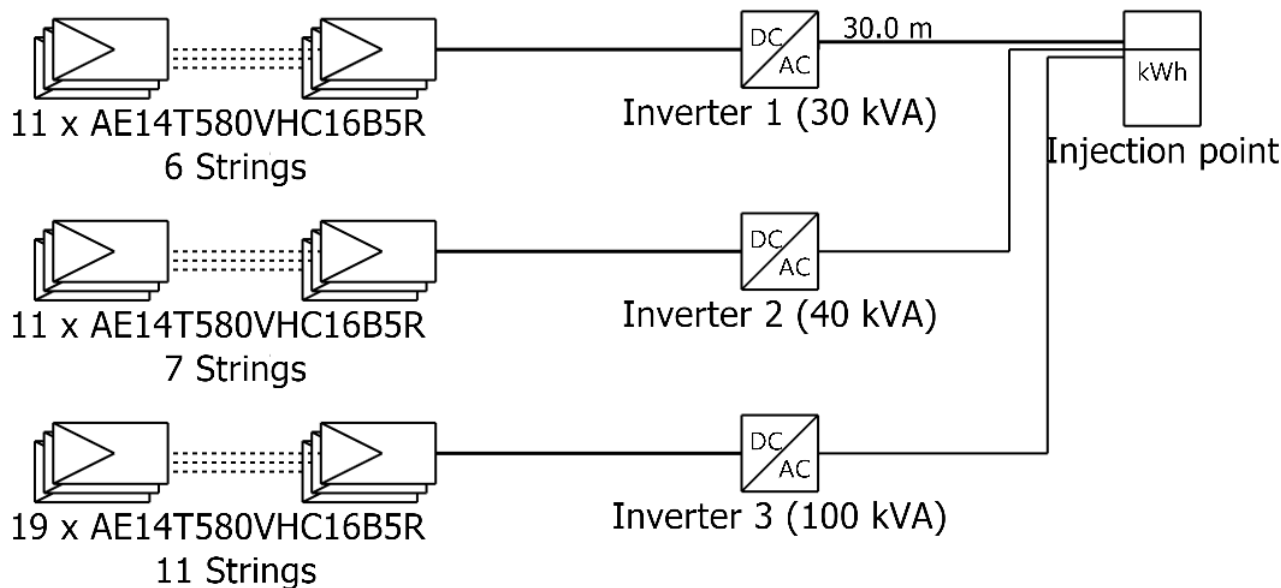 DC
AC
30.0 m
kWh
11 x AE14T580VHC16B5R
6 Strings
Inverter 1 (30 kVA)
Injection point
DC
AC
11 x AE14T580VHC16B5R
7 Strings
Inverter 2 (40 kVA)
DC
AC
19 x AE14T580VHC16B5R
11 Strings
Inverter 3 (100 kVA)